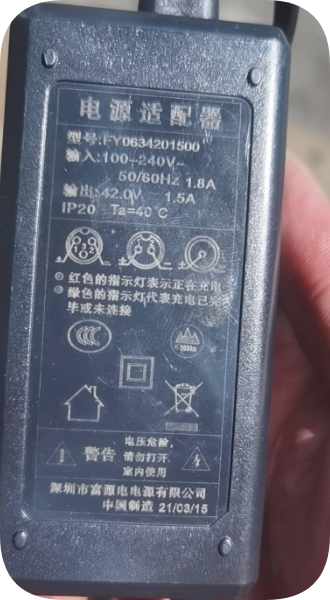 电源适配器
型号:FY0634201500
输入:100-240V~
50/60Hz 1.8A
输出:42.0V 1.5A
IP20 Ta=40°C
红色的指示灯表示正在充电
绿色的指示灯代表充电已完
毕或未连接
警告
电压危险,
请勿打开,
室内使用
深圳市富源电电源有限公司
中国制造 21/03/15